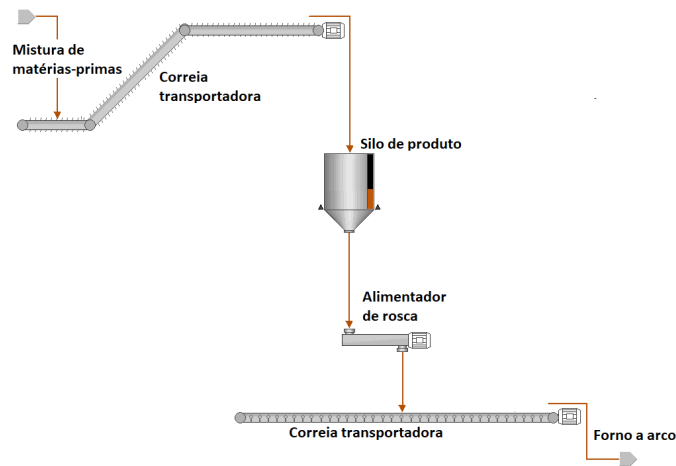 Mistura de
matérias-primas
Correia
transportadora
Silo de produto
Alimentador
de rosca
Correia transportadora
Forno a arco